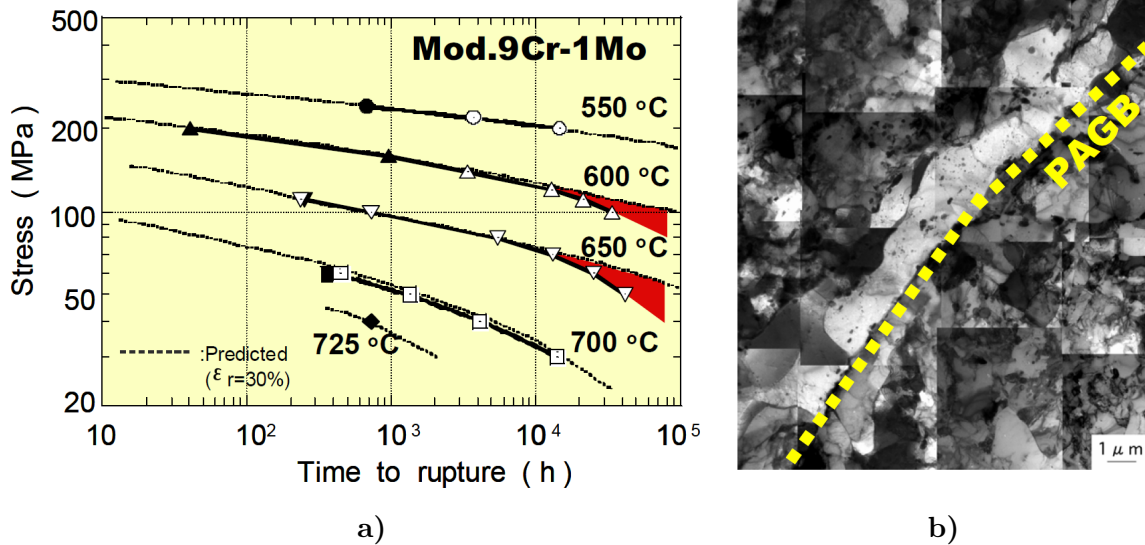 500
200
100
50
20
Stress ( MPa)
Mod.9Cr-1Mo
550 °C
600 °C
650 °C
700 °C
725 °C
:Predicted
(ε r=30%)
10 10² 10³ 10⁴ 10⁵
Time to rupture ( h )
PAGB
1 μ m
a)
b)